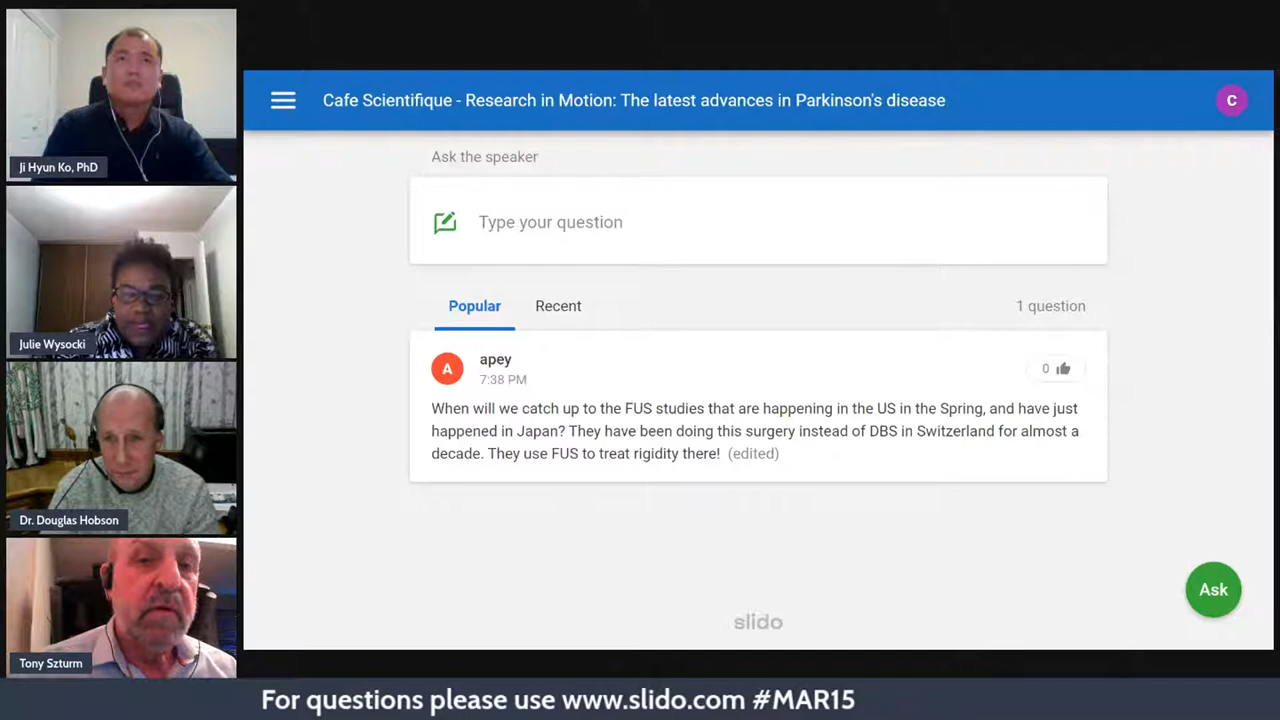 Ji Hyun Ko, PhD
Julie Wysocki
Dr. Douglas Hobson
Tony Szturm
Cafe Scientifique - Research in Motion: The latest advances in Parkinson's disease
C
Ask the speaker
Type your question
Popular
Recent
1 question
A
apey
7:38 PM
0
When will we catch up to the FUS studies that are happening in the US in the Spring, and have just
happened in Japan? They have been doing this surgery instead of DBS in Switzerland for almost a
decade. They use FUS to treat rigidity there! (edited)
Ask
slido
For questions please use www.slido.com #MAR15